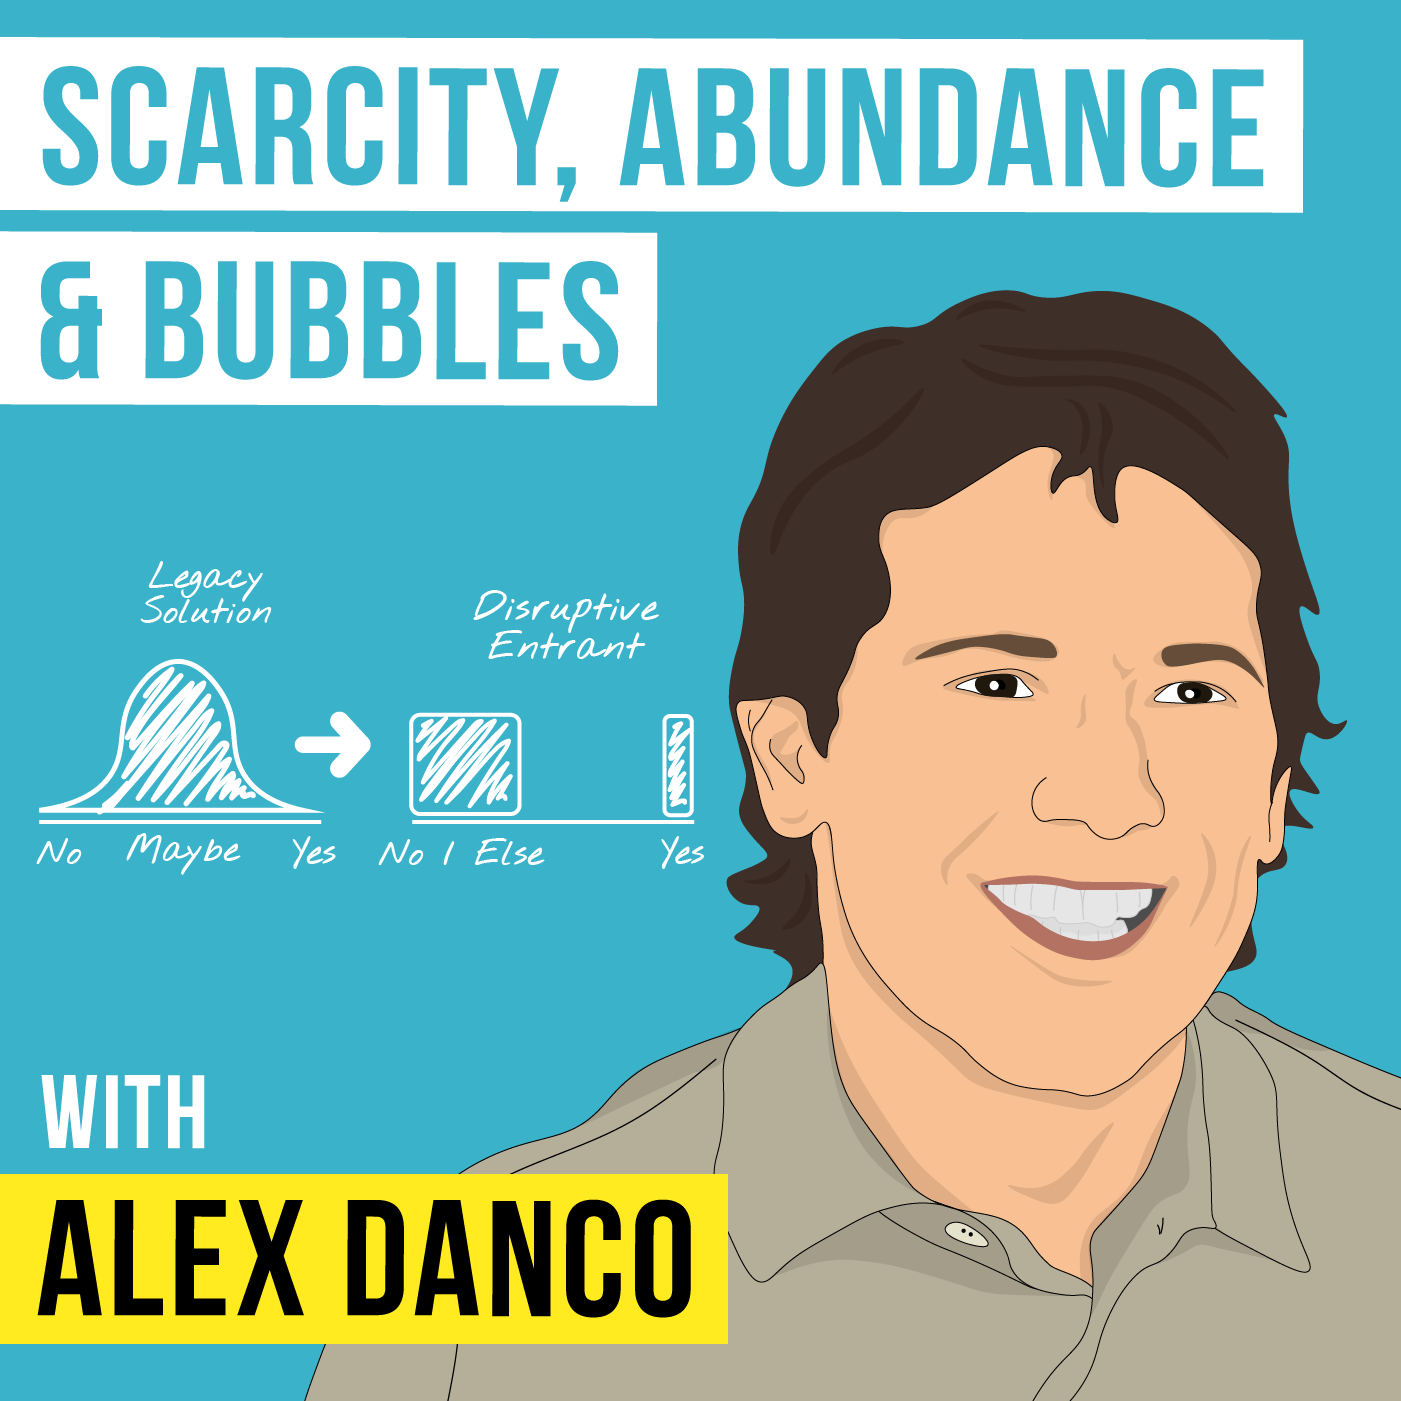 SCARCITY, ABUNDANCE
& BUBBLES
Legacy
Solution
Disruptive
Entrant
No Maybe Yes
No / Else Yes
WITH
ALEX DANCO